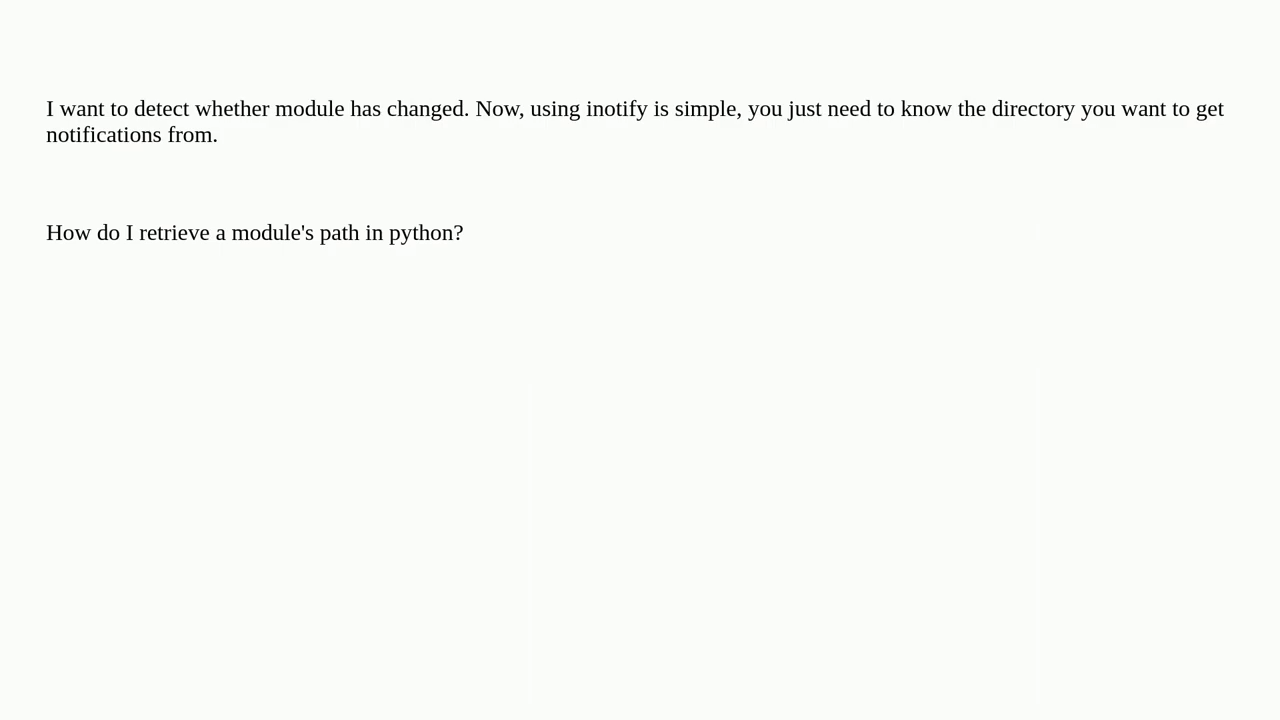 I want to detect whether module has changed. Now, using inotify is simple, you just need to know the directory you want to get
notifications from.
How do I retrieve a module's path in python?